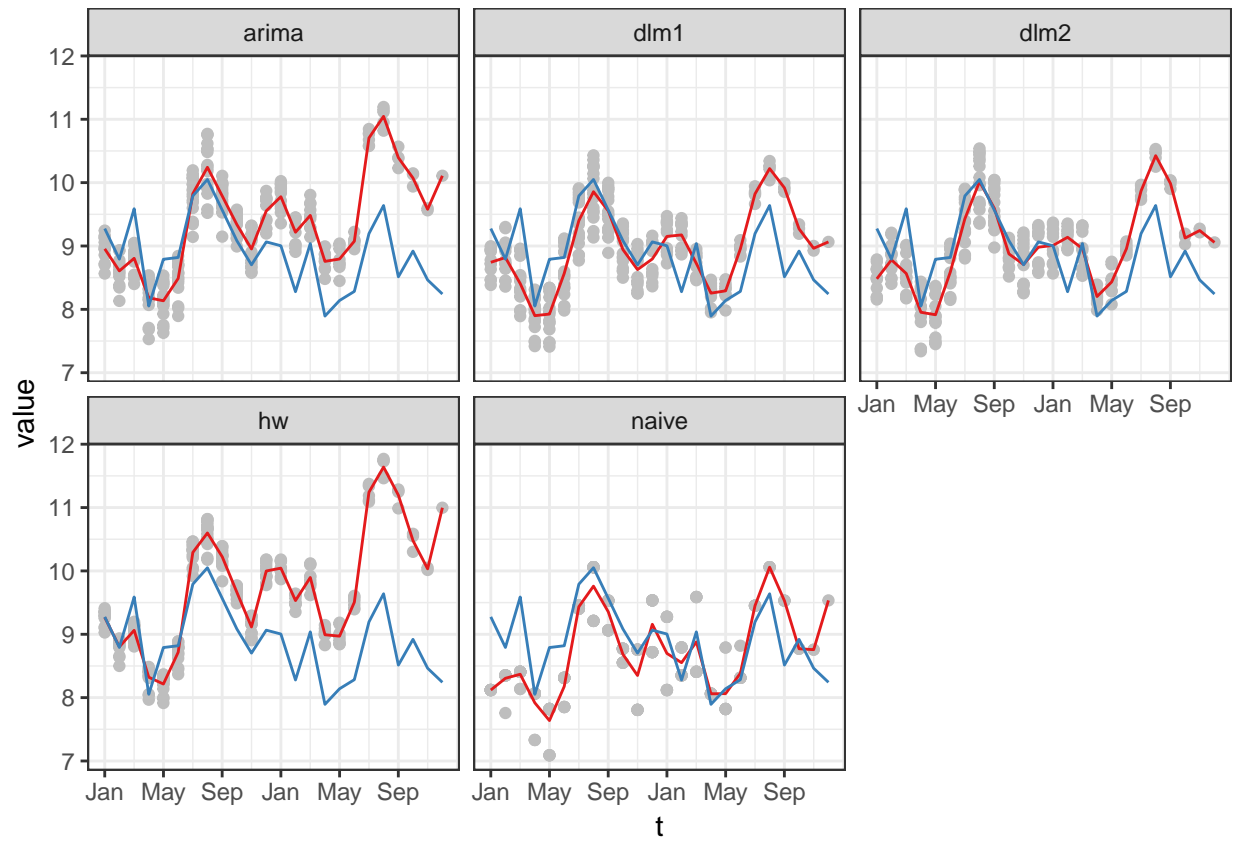 arima dlm1 dlm2
12
11
10
9
8
7
Jan May Sep Jan May Sep
hw naive
value
12
11
10
9
8
7
Jan May Sep Jan May Sep Jan May Sep Jan May Sep
t